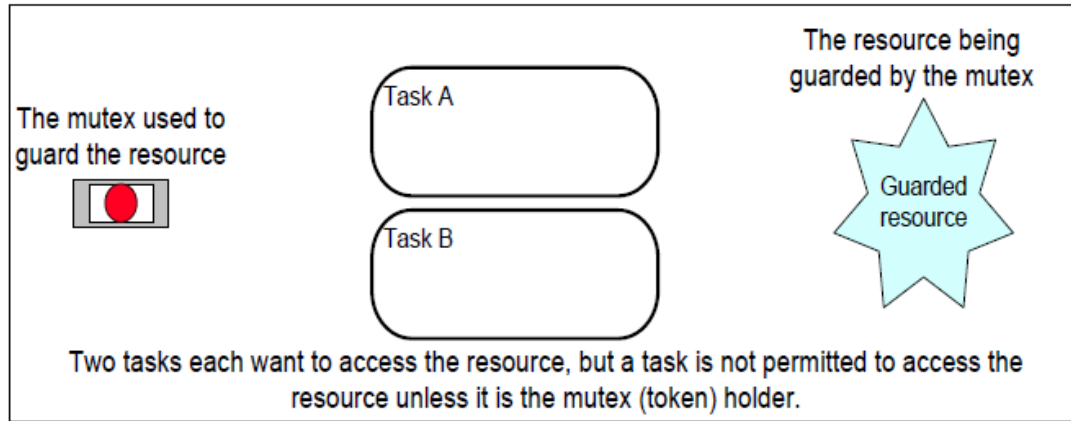 The resource being
guarded by the mutex
Task A
The mutex used to
guard the resource
Guarded
resource
Task B
Two tasks each want to access the resource, but a task is not permitted to access the
resource unless it is the mutex (token) holder.